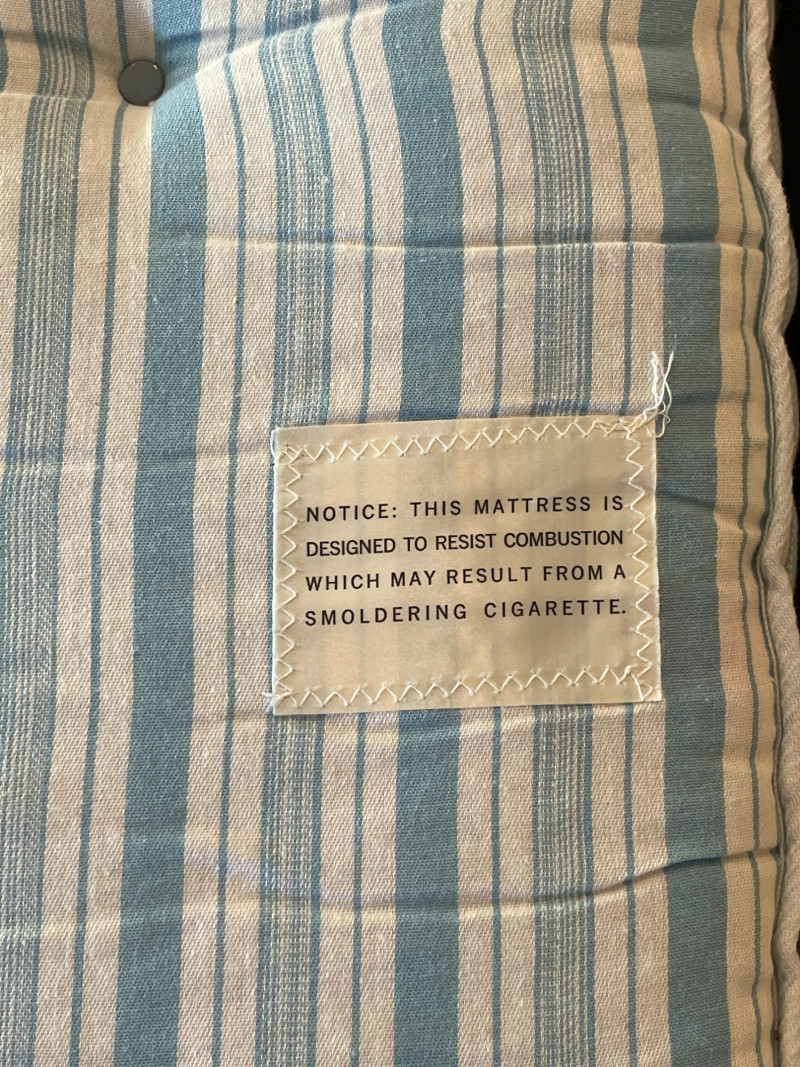 NOTICE: THIS MATTRESS IS
DESIGNED TO RESIST COMBUSTION
WHICH MAY RESULT FROM A
SMOLDERING CIGARETTE.